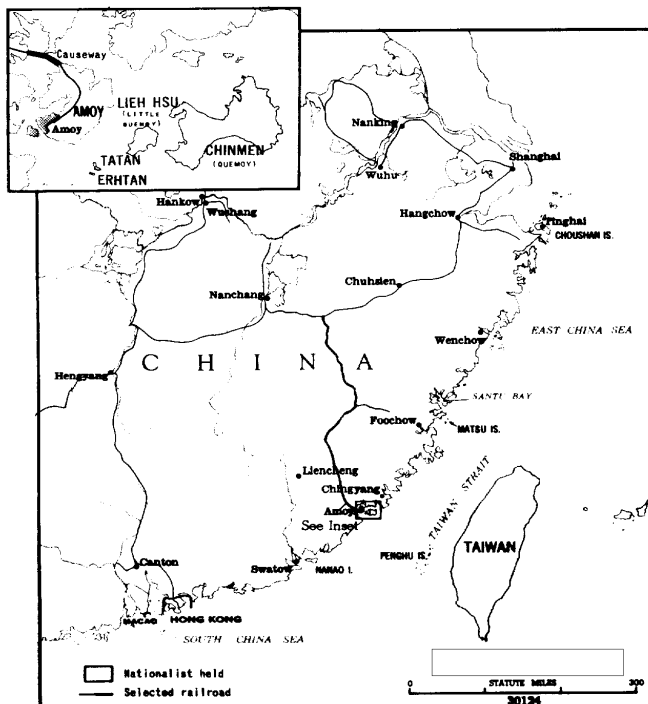 Causeway
AMOY
Amoy
LIEH HSU
(LITTLE
QUEMOY)
TATAN
ERHTAN
CHINMEN
(QUEMOY)
Nanking
Wuhu
Shanghai
Hankow
Wuchang
Hangchow
Tinghai
CHOUSHAN IS.
Nanchang
Chuhsien
EAST CHINA SEA
Wenchow
CHINA
Hengyang
SANTU BAY
Foochow
MATSU IS.
Liencheng
Chingyang
Amoy
See Inset
TAIWAN STRAIT
PENGHU IS.
TAIWAN
Canton
Swatow
NANAO I.
MACAO
HONG KONG
SOUTH CHINA SEA
Nationalist held
Selected railroad
0
STATUTE MILES
300
30124